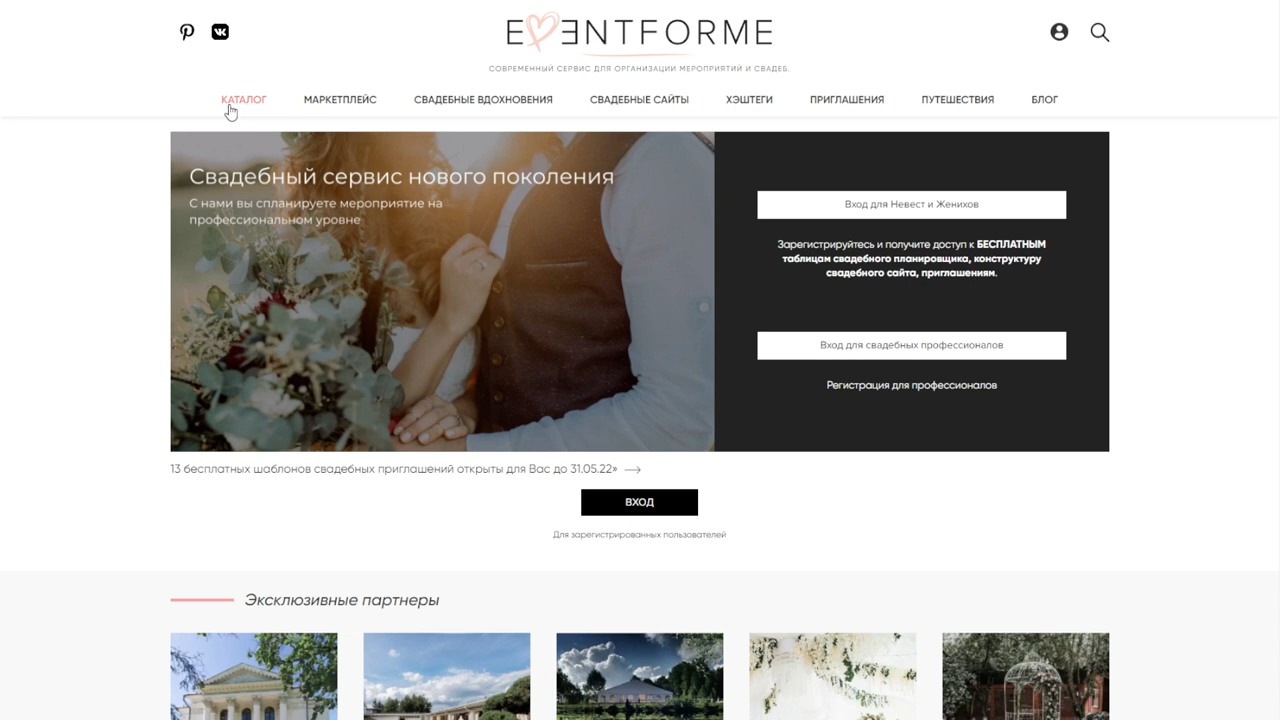 EVENTFORME
СОВРЕМЕННЫЙ СЕРВИС ДЛЯ ОРГАНИЗАЦИИ МЕРОПРИЯТИЙ И СВАДЕБ.
КАТАЛОГ МАРКЕТПЛЕЙС СВАДЕБНЫЕ ВДОХНОВЕНИЯ СВАДЕБНЫЕ САЙТЫ ХЭШТЕГИ ПРИГЛАШЕНИЯ ПУТЕШЕСТВИЯ БЛОГ
Свадебный сервис нового поколения
С нами вы спланируете мероприятие на
профессиональном уровне
Вход для Невест и Женихов
Зарегистрируйтесь и получите доступ к БЕСПЛАТНЫМ
таблицам свадебного планировщика, конструктору
свадебного сайта, приглашениям.
Вход для свадебных профессионалов
Регистрация для профессионалов
13 бесплатных шаблонов свадебных приглашений открыты для Вас до 31.05.22»
ВХОД
Для зарегистрированных пользователей
Эксклюзивные партнеры